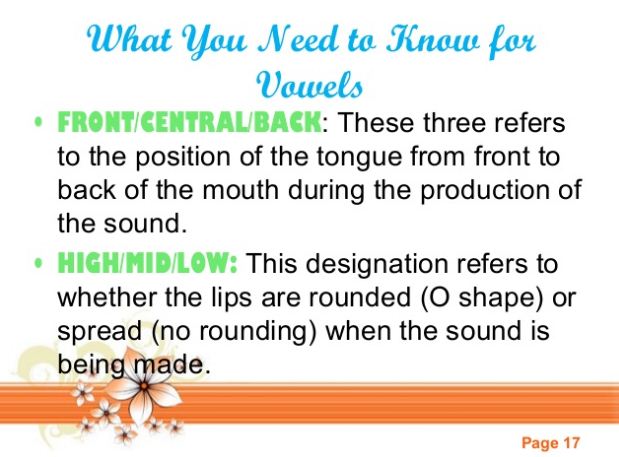 What You Need to Know for
Vowels
• FRONT/CENTRAL/BACK: These three refers
to the position of the tongue from front to
back of the mouth during the production of
the sound.
• HIGH/MID/LOW: This designation refers to
whether the lips are rounded (O shape) or
spread (no rounding) when the sound is
being made.
Page 17